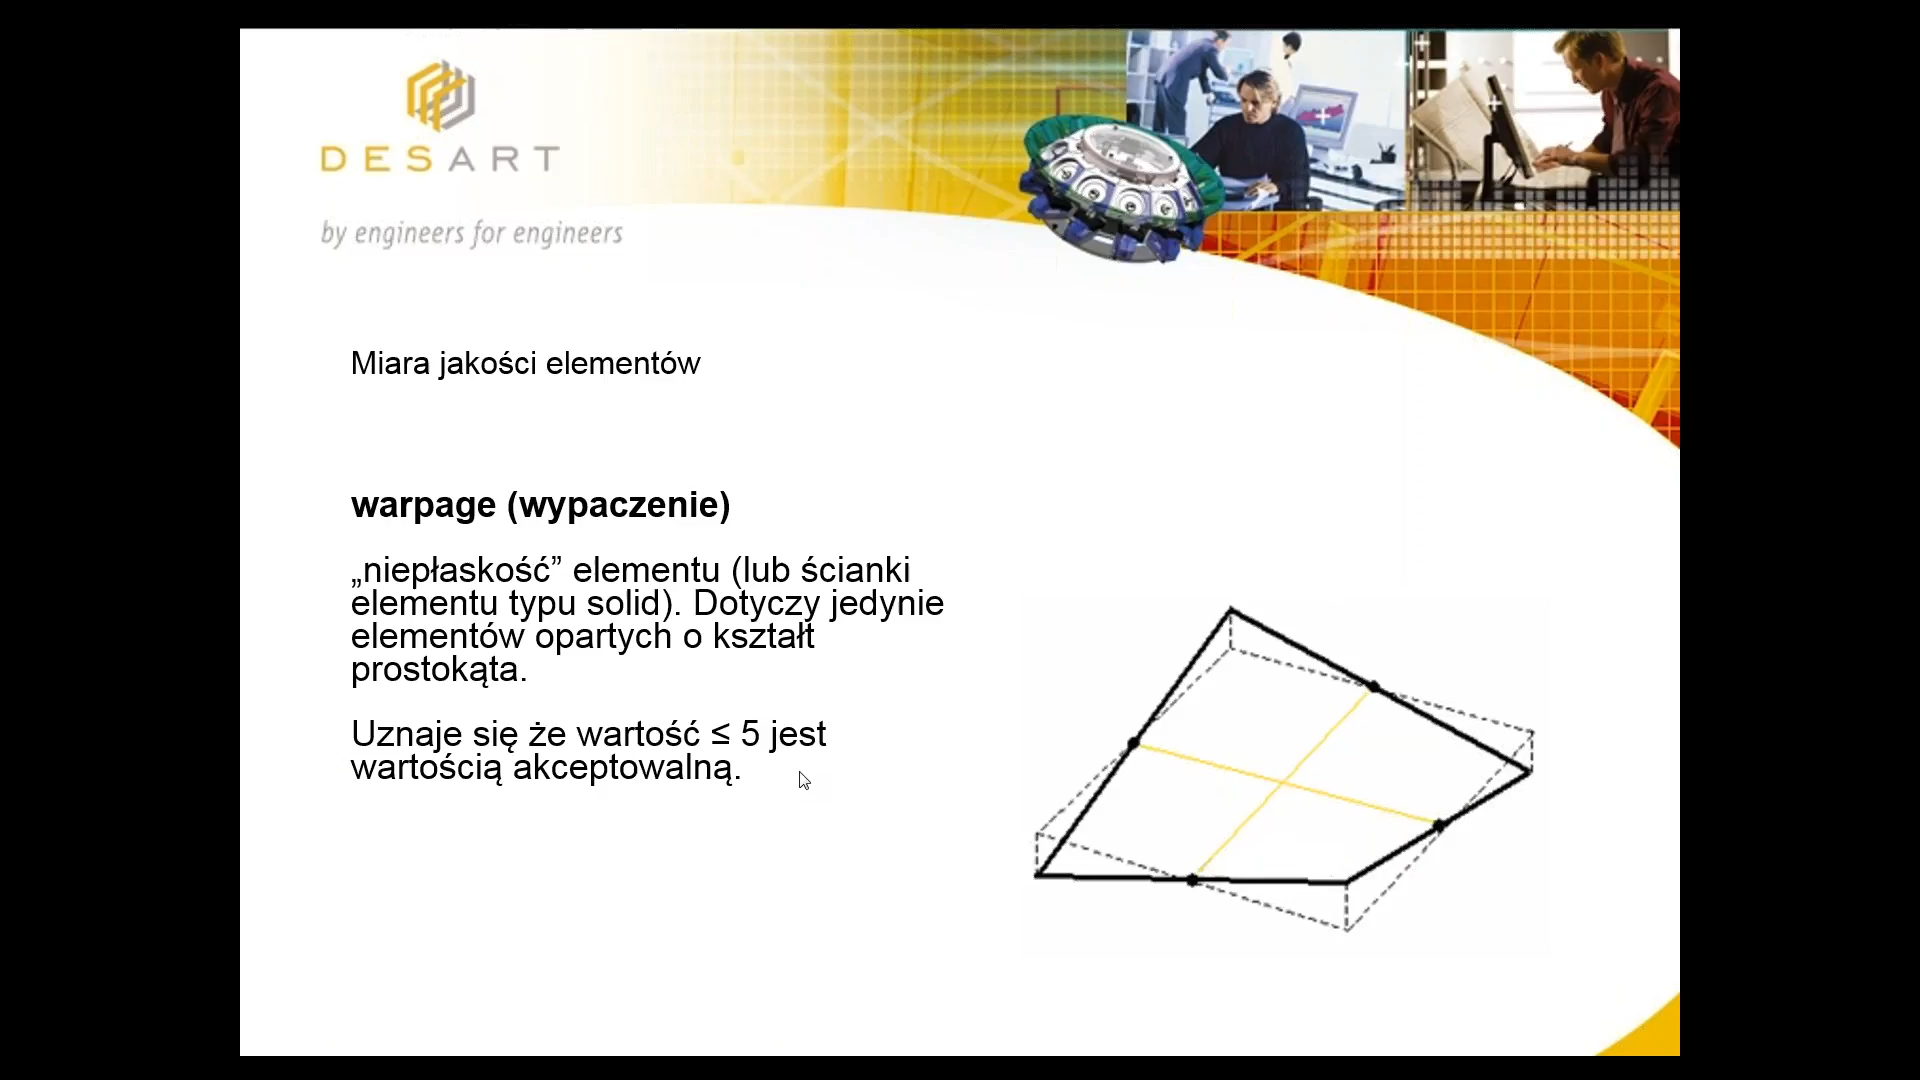 DESART
by engineers for engineers
Miara jakości elementów
warpage (wypaczenie)
„niepłaskość” elementu (lub ścianki
elementu typu solid). Dotyczy jedynie
elementów opartych o kształt
prostokąta.
Uznaje się że wartość ≤ 5 jest
wartością akceptowalną.